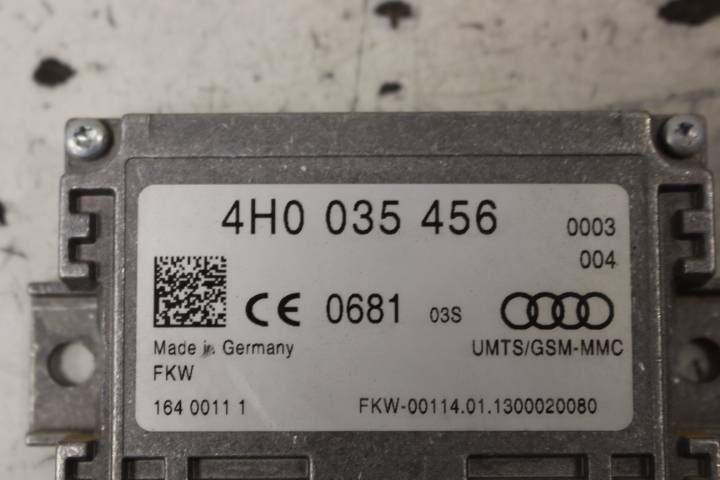 4H0 035 456 0003
004
CE 0681 03S
Made in Germany UMTS/GSM-MMC
FKW
164 0011 1 FKW-00114.01.1300020080